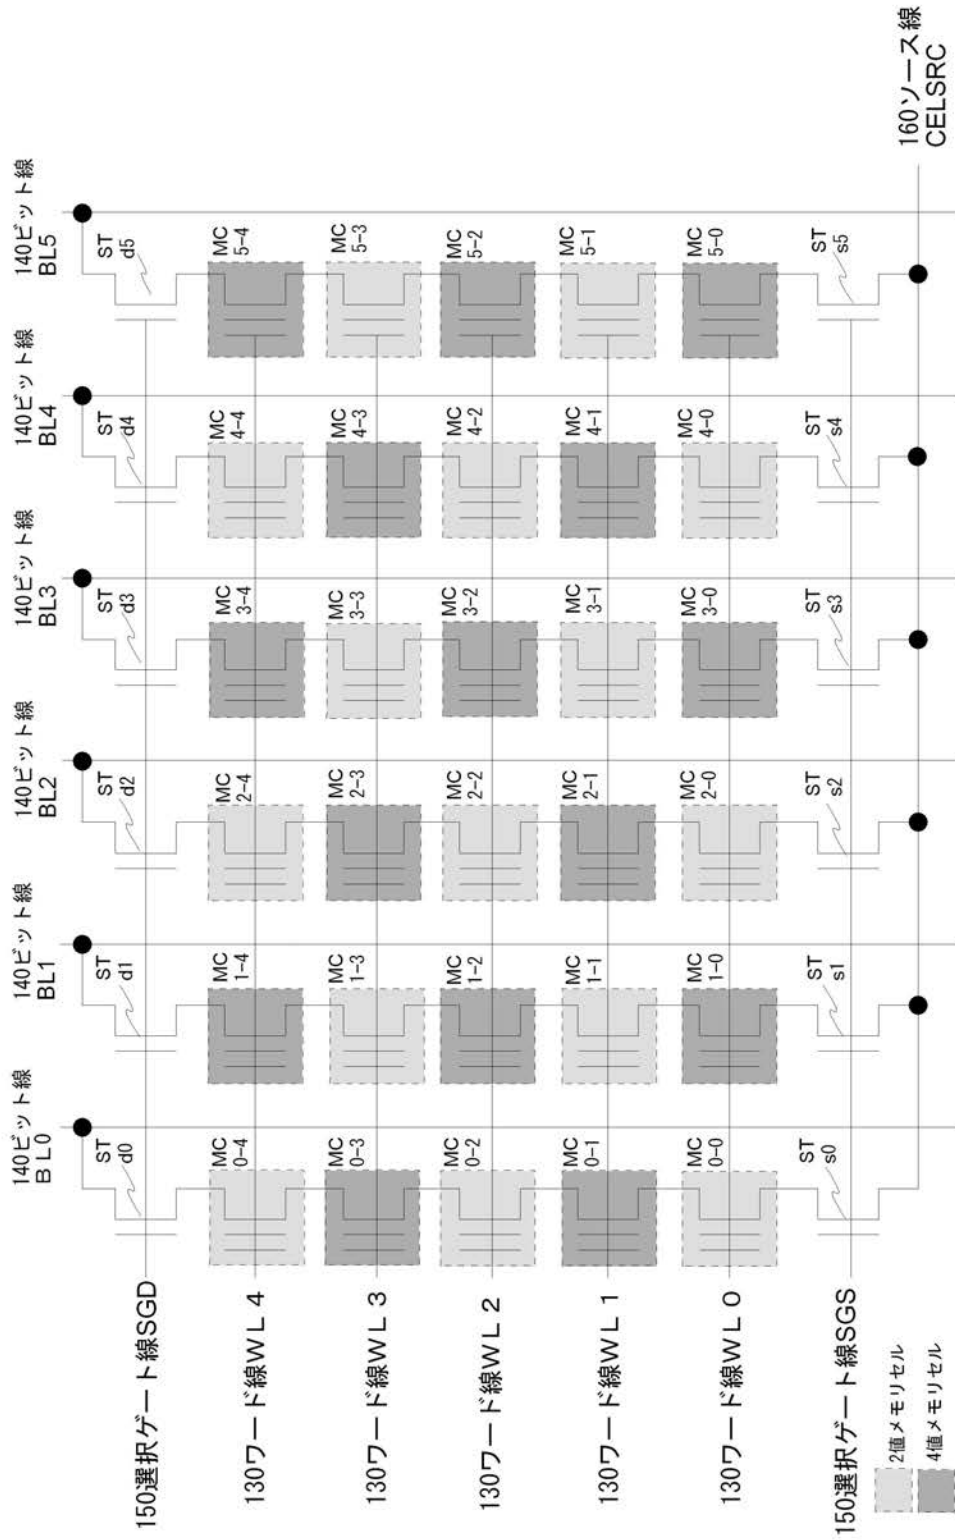 140ビット線
BL0
140ビット線
BL1
140ビット線
BL2
140ビット線
BL3
140ビット線
BL4
140ビット線
BL5
150選択ゲート線SGD
ST
d0
ST
d1
ST
d2
ST
d3
ST
d4
ST
d5
130ワード線WL 4
MC
0-4
MC
1-4
MC
2-4
MC
3-4
MC
4-4
MC
5-4
130ワード線WL 3
MC
0-3
MC
1-3
MC
2-3
MC
3-3
MC
4-3
MC
5-3
130ワード線WL 2
MC
0-2
MC
1-2
MC
2-2
MC
3-2
MC
4-2
MC
5-2
130ワード線WL 1
MC
0-1
MC
1-1
MC
2-1
MC
3-1
MC
4-1
MC
5-1
130ワード線WL 0
MC
0-0
MC
1-0
MC
2-0
MC
3-0
MC
4-0
MC
5-0
150選択ゲート線SGS
ST
s0
ST
s1
ST
s2
ST
s3
ST
s4
ST
s5
160ソース線
CELSRC
2値メモリセル
4値メモリセル